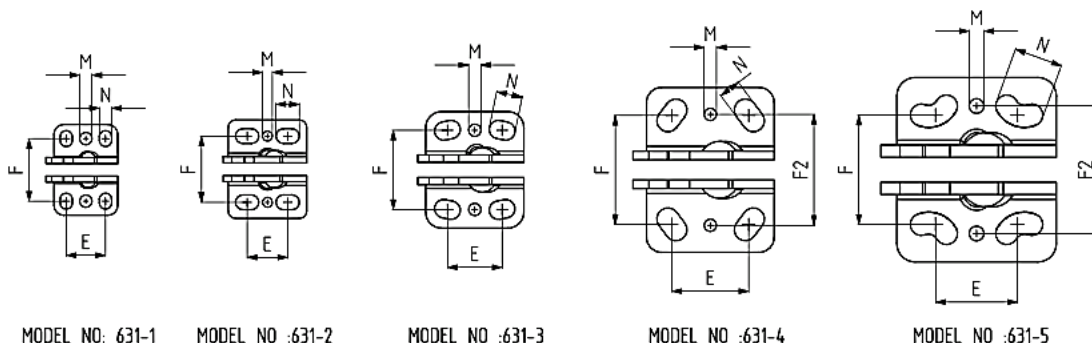 M
N
F
E
M
N
F
E
M
N
F
E
M
N
F
F2
E
M
N
F
F2
E
MODEL NO: 631-1
MODEL NO :631-2
MODEL NO :631-3
MODEL NO :631-4
MODEL NO :631-5